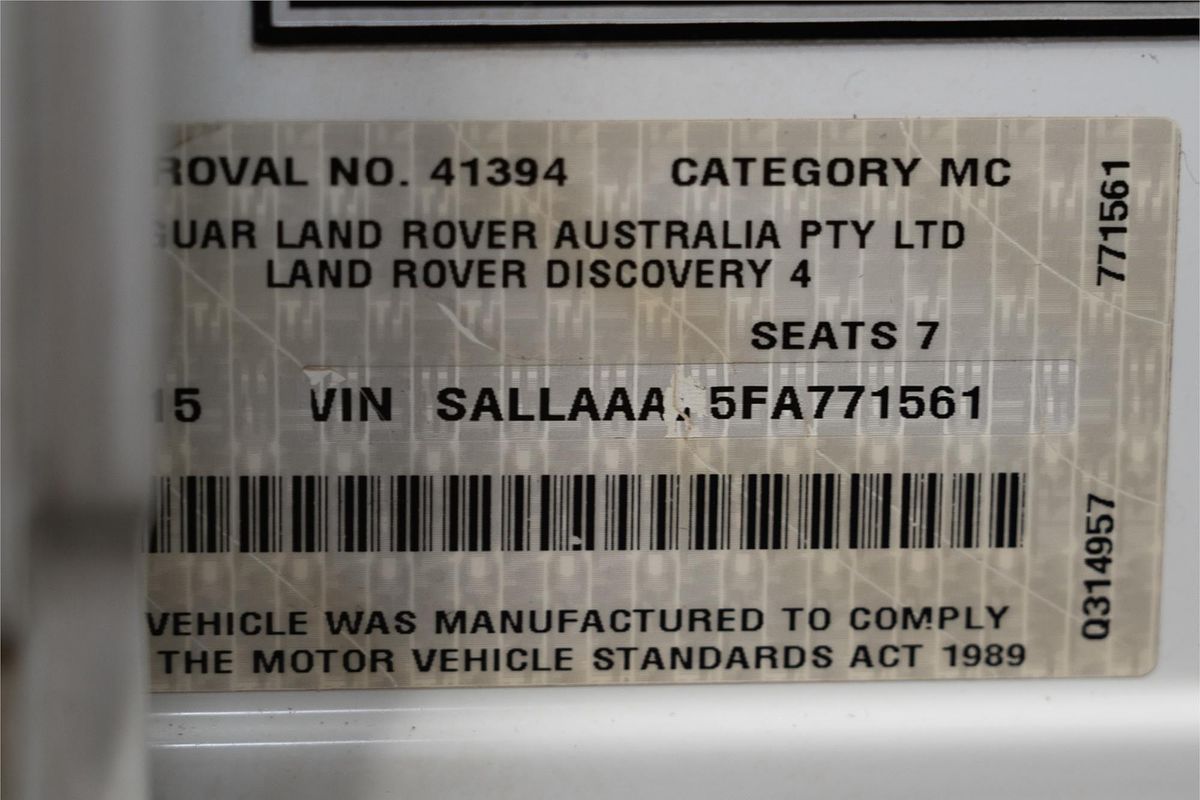 ROVAL NO. 41394 CATEGORY MC
GUAR LAND ROVER AUSTRALIA PTY LTD
LAND ROVER DISCOVERY 4
SEATS 7
15 VIN SALLAAA 5FA771561
VEHICLE WAS MANUFACTURED TO COMPLY
THE MOTOR VEHICLE STANDARDS ACT 1989
771561
Q314957